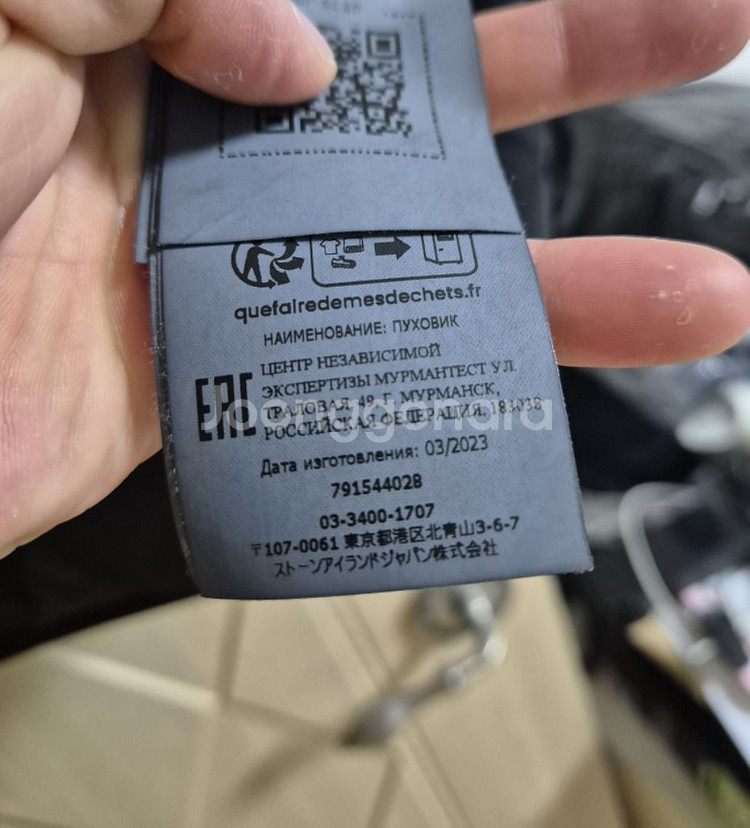 quefairedemesdechets.fr
НАИМЕНОВАНИЕ: ПУХОВИК
ЦЕНТР НЕЗАВИСИМОЙ
ЭКСПЕРТИЗЫ МУРМАНТЕСТ УЛ.
EAC
ТРАЛОВАЯ, 49, Г. МУРМАНСК,
РОССИЙСКАЯ ФЕДЕРАЦИЯ, 183038
Joonggonara
Дата изготовления: 03/2023
791544028
03-3400-1707
〒107-0061 東京都港区北青山3-6-7
ストーンアイランドジャパン株式会社